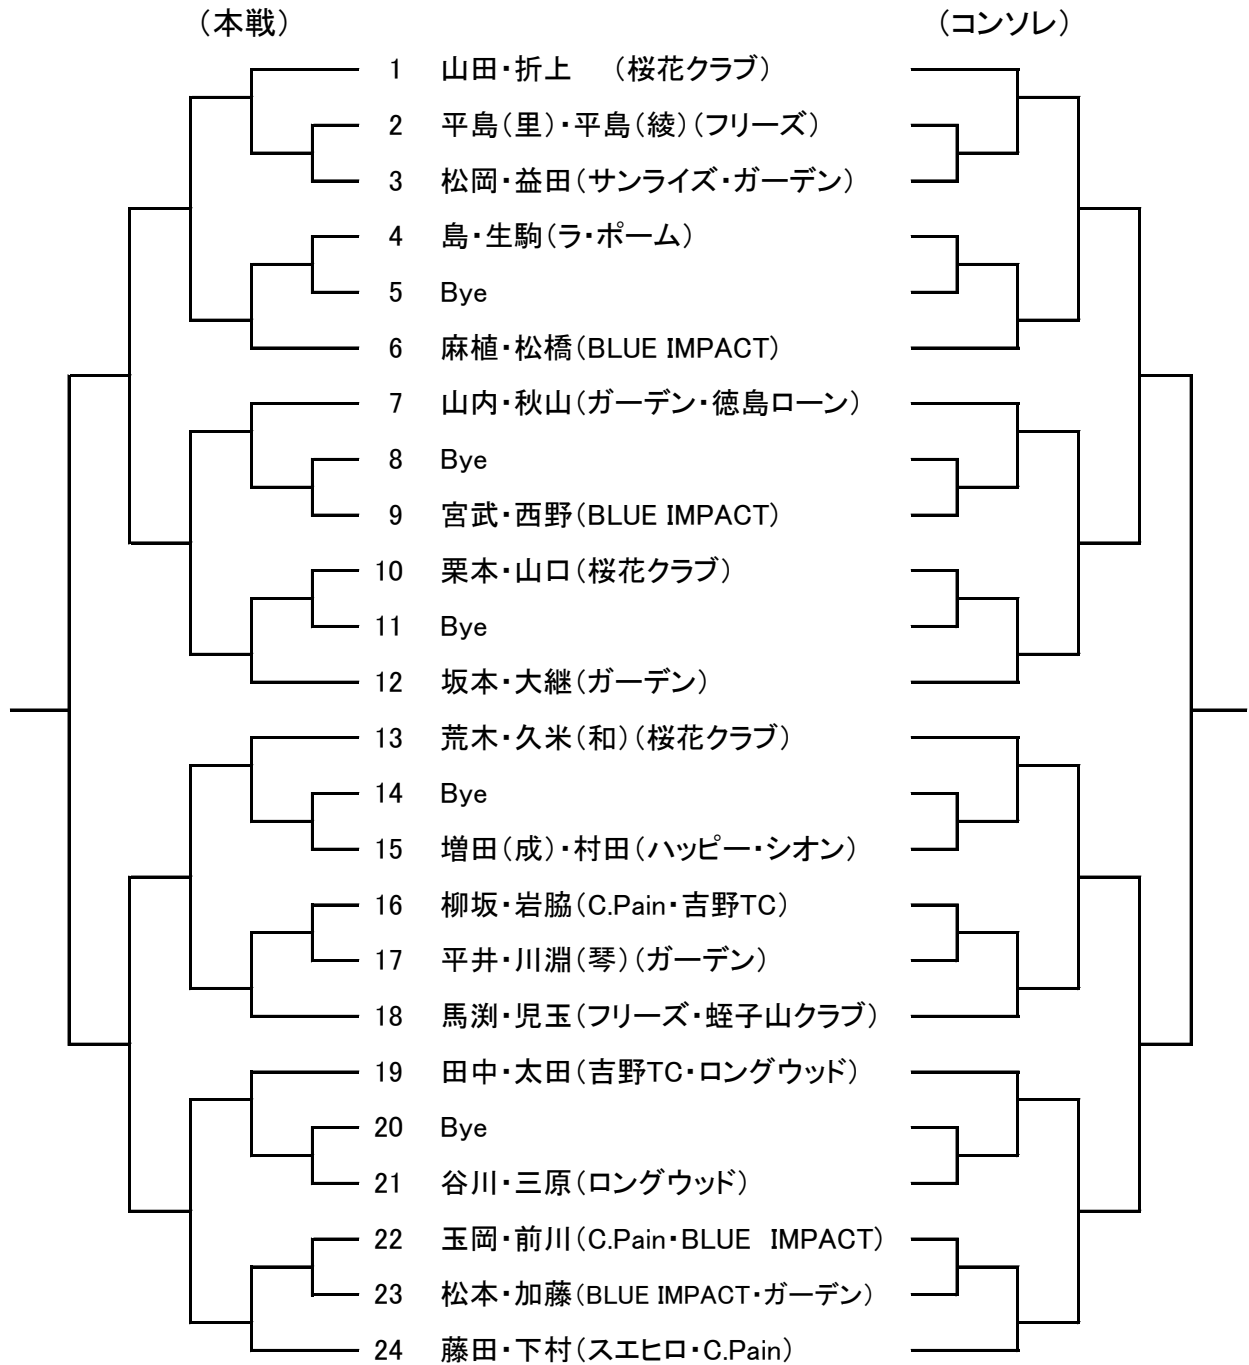 （本戦） （コンソレ）
1 山田・折上　（桜花クラブ）
2 平島（里）・平島（綾）（フリーズ）
3 松岡・益田（サンライズ・ガーデン）
4 島・生駒（ラ・ポーム）
5 Bye
6 麻植・松橋（BLUE IMPACT）
7 山内・秋山（ガーデン・徳島ローン）
8 Bye
9 宮武・西野（BLUE IMPACT）
10 栗本・山口（桜花クラブ）
11 Bye
12 坂本・大継（ガーデン）
13 荒木・久米（和）（桜花クラブ）
14 Bye
15 増田（成）・村田（ハッピー・シオン）
16 柳坂・岩脇（C.Pain・吉野TC）
17 平井・川淵（琴）（ガーデン）
18 馬渕・児玉（フリーズ・蛭子山クラブ）
19 田中・太田（吉野TC・ロングウッド）
20 Bye
21 谷川・三原（ロングウッド）
22 玉岡・前川（C.Pain・BLUE　IMPACT）
23 松本・加藤（BLUE IMPACT・ガーデン）
24 藤田・下村（スエヒロ・C.Pain）